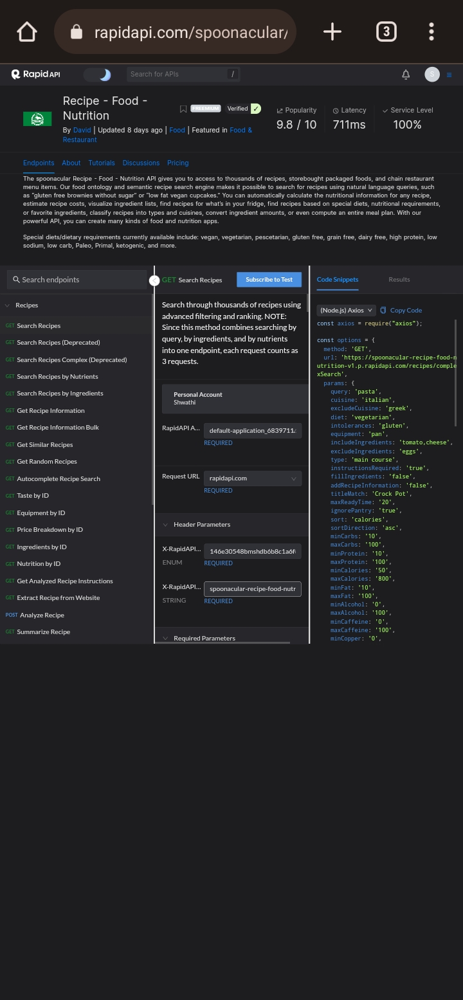 rapidapi.com/spoonacular/
3
Rapid API
Search for APIs
/
S
Recipe - Food -
Nutrition
FREEMIUM
Verified ✓
By David | Updated 8 days ago | Food | Featured in Food &
Restaurant
Popularity
9.8 / 10
Latency
711ms
Service Level
100%
Endpoints About Tutorials Discussions Pricing
The spoonacular Recipe - Food - Nutrition API gives you to access to thousands of recipes, storebought packaged foods, and chain restaurant
menu items. Our food ontology and semantic recipe search engine makes it possible to search for recipes using natural language queries, such
as “gluten free brownies without sugar” or “low fat vegan cupcakes.” You can automatically calculate the nutritional information for any recipe,
estimate recipe costs, visualize ingredient lists, find recipes for what's in your fridge, find recipes based on special diets, nutritional requirements,
or favorite ingredients, classify recipes into types and cuisines, convert ingredient amounts, or even compute an entire meal plan. With our
powerful API, you can create many kinds of food and nutrition apps.
Special diets/dietary requirements currently available include: vegan, vegetarian, pescetarian, gluten free, grain free, dairy free, high protein, low
sodium, low carb, Paleo, Primal, ketogenic, and more.
Search endpoints
Recipes
GET Search Recipes
GET Search Recipes (Deprecated)
GET Search Recipes Complex (Deprecated)
GET Search Recipes by Nutrients
GET Search Recipes by Ingredients
GET Get Recipe Information
GET Get Recipe Information Bulk
GET Get Similar Recipes
GET Get Random Recipes
GET Autocomplete Recipe Search
GET Taste by ID
GET Equipment by ID
GET Price Breakdown by ID
GET Ingredients by ID
GET Nutrition by ID
GET Get Analyzed Recipe Instructions
GET Extract Recipe from Website
POST Analyze Recipe
GET Summarize Recipe
GET Search Recipes
Subscribe to Test
Search through thousands of recipes using
advanced filtering and ranking. NOTE:
Since this method combines searching by
query, by ingredients, and by nutrients
into one endpoint, each request counts as
3 requests.
Personal Account
Shwathi
RapidAPI A... default-application_6839711
REQUIRED
Request URL rapidapi.com
REQUIRED
Header Parameters
X-RapidAPI... 146e30548bmshdb6b8c1a6f
ENUM REQUIRED
X-RapidAPI... spoonacular-recipe-food-nutr
STRING REQUIRED
Required Parameters
Code Snippets Results
(Node.js) Axios Copy Code
const axios = require("axios");
const options = {
method: 'GET',
url: 'https://spoonacular-recipe-food-n
utrition-v1.p.rapidapi.com/recipes/comple
xSearch',
params: {
query: 'pasta',
cuisine: 'italian',
excludeCuisine: 'greek',
diet: 'vegetarian',
intolerances: 'gluten',
equipment: 'pan',
includeIngredients: 'tomato,cheese',
excludeIngredients: 'eggs',
type: 'main course',
instructionsRequired: 'true',
fillIngredients: 'false',
addRecipeInformation: 'false',
titleMatch: 'Crock Pot',
maxReadyTime: '20',
ignorePantry: 'true',
sort: 'calories',
sortDirection: 'asc',
minCarbs: '10',
maxCarbs: '100',
minProtein: '10',
maxProtein: '100',
minCalories: '50',
maxCalories: '800',
minFat: '10',
maxFat: '100',
minAlcohol: '0',
maxAlcohol: '100',
minCaffeine: '0',
maxCaffeine: '100',
minCopper: '0',